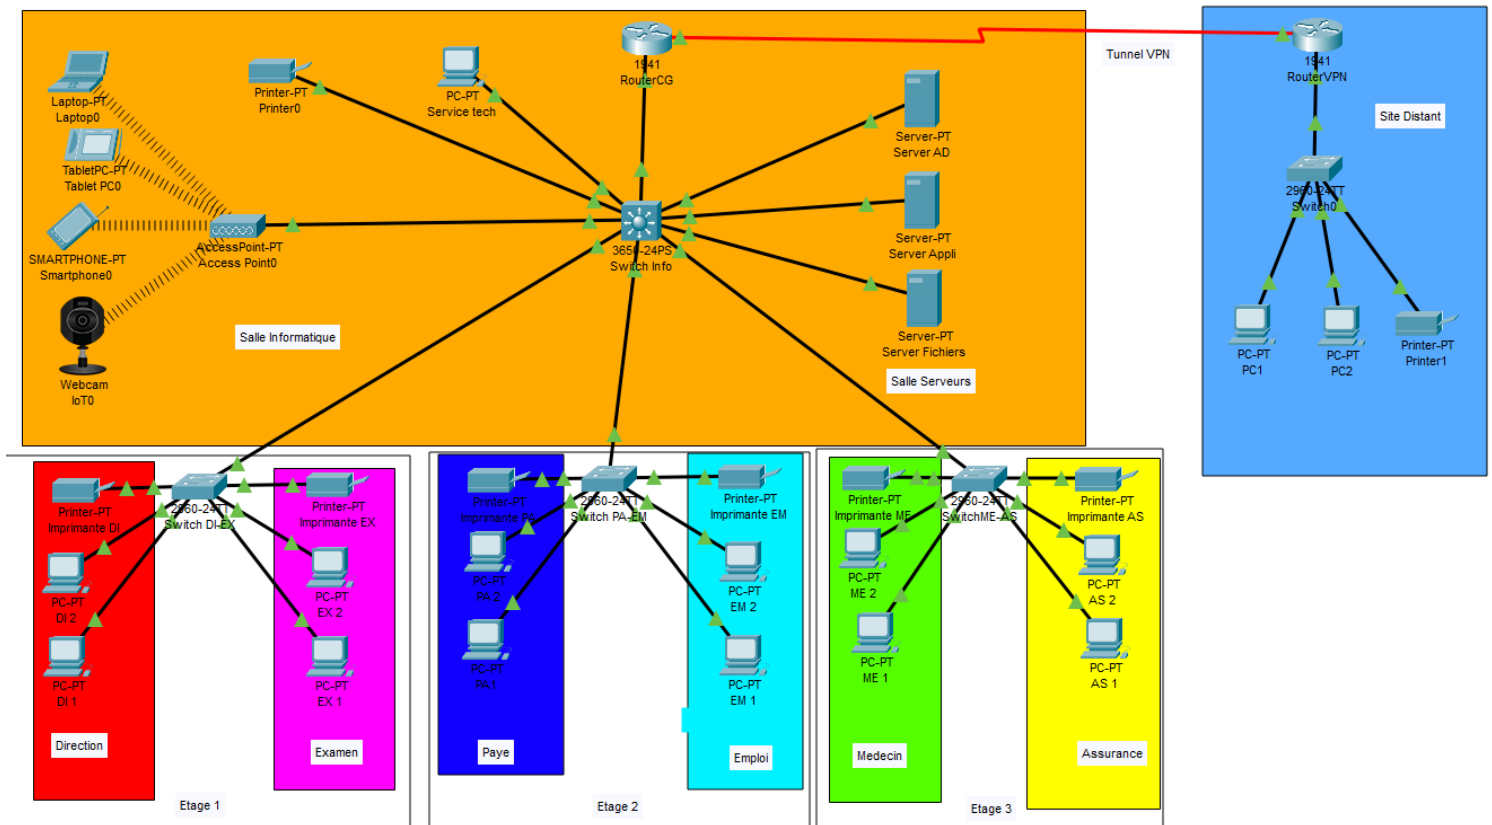 Laptop-PT
Laptop0
TabletPC-PT
Tablet PC0
SMARTPHONE-PT
Smartphone0
Webcam
IoT0
AccessPoint-PT
Access Point0
Printer-PT
Printer0
PC-PT
Service tech
1941
RouterCG
3650-24PS
Switch Info
Server-PT
Server AD
Server-PT
Server Appli
Server-PT
Server Fichiers
Salle Informatique
Salle Serveurs
Tunnel VPN
1941
RouterVPN
Site Distant
2960-24TT
Switch0
PC-PT
PC1
PC-PT
PC2
Printer-PT
Printer1
Printer-PT
Imprimante DI
2960-24TT
Switch DI-EX
Printer-PT
Imprimante EX
PC-PT
DI 2
PC-PT
EX 2
PC-PT
DI 1
PC-PT
EX 1
Direction
Examen
Etage 1
Printer-PT
Imprimante PA
2960-24TT
Switch PA-EM
Printer-PT
Imprimante EM
PC-PT
PA 2
PC-PT
EM 2
PC-PT
PA1
PC-PT
EM 1
Paye
Emploi
Etage 2
Printer-PT
Imprimante ME
2960-24TT
SwitchME-AS
Printer-PT
Imprimante AS
PC-PT
ME 2
PC-PT
AS 2
PC-PT
ME 1
PC-PT
AS 1
Medecin
Assurance
Etage 3